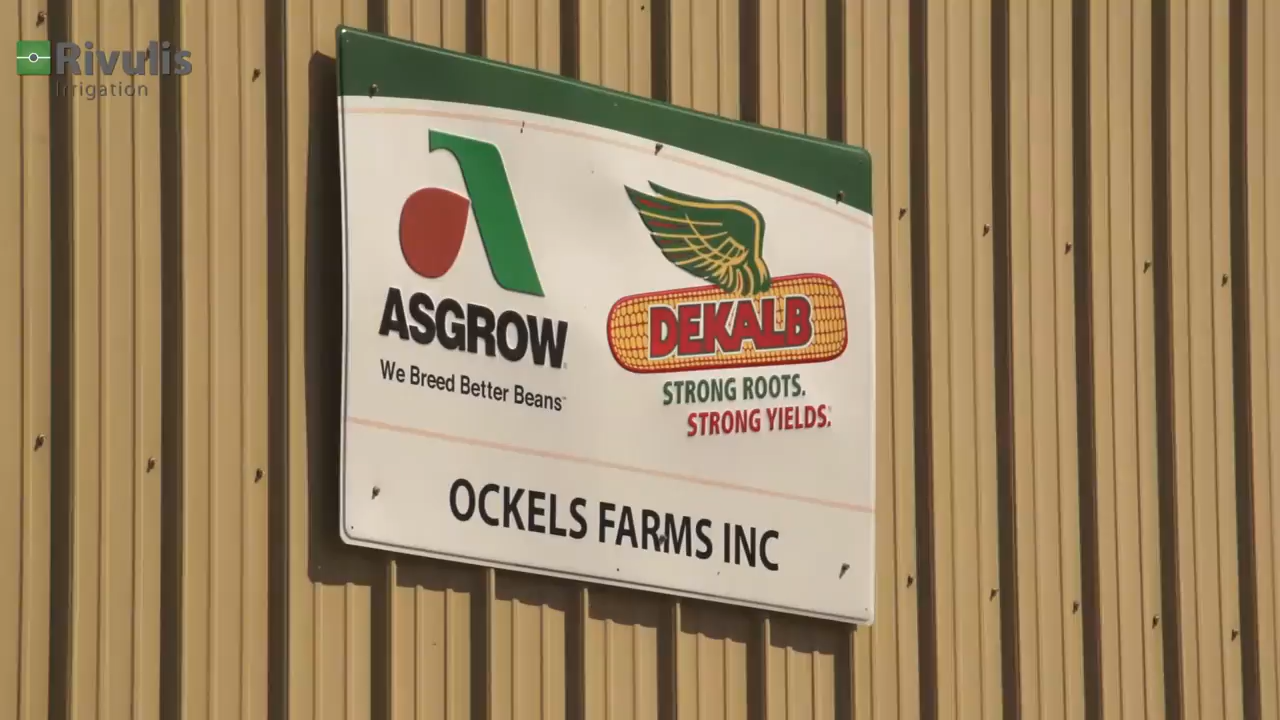 Rivulis
Irrigation
ASGROW
We Breed Better Beans™
DEKALB
STRONG ROOTS.
STRONG YIELDS.®
OCKELS FARMS INC